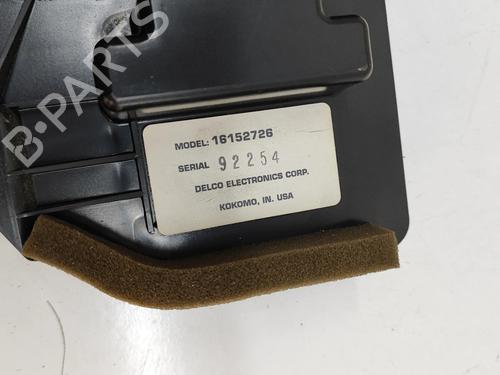 B-PARTS
MODEL: 16152726
SERIAL 92254
DELCO ELECTRONICS CORP.
KOKOMO, IN. USA